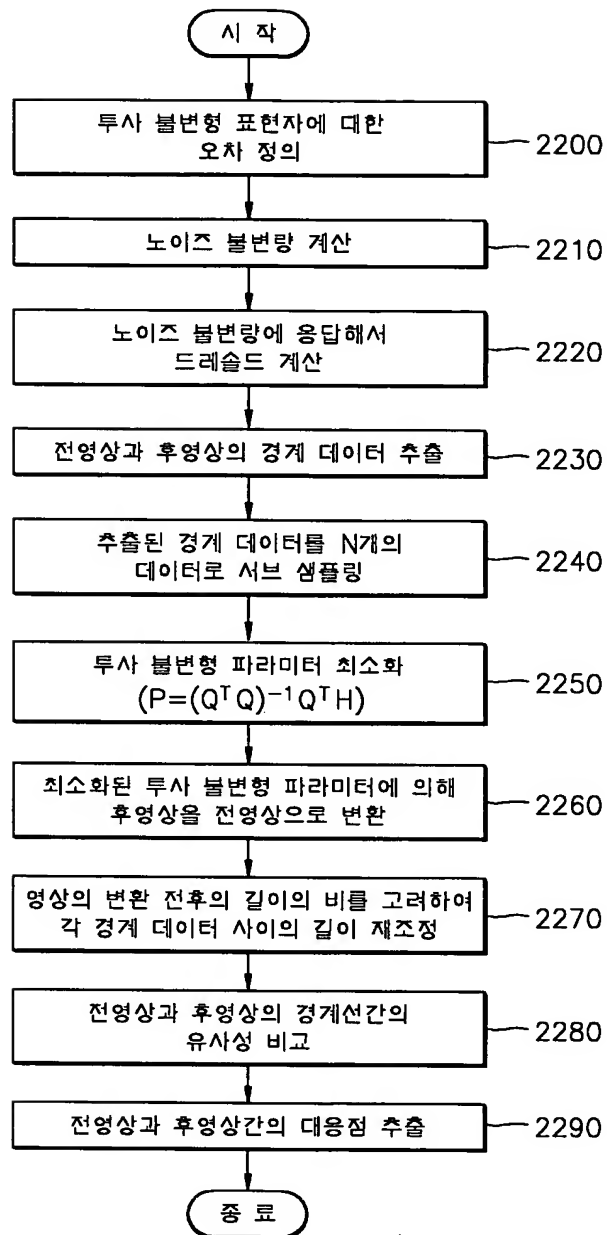 시 작
투사 불변형 표현자에 대한
오차 정의
2200
노이즈 불변량 계산
2210
노이즈 불변량에 응답해서
드레솔드 계산
2220
전영상과 후영상의 경계 데이터 추출
2230
추출된 경계 데이터를 N개의
데이터로 서브 샘플링
2240
투사 불변형 파라미터 최소화
(P=(QᵀQ)⁻¹QᵀH)
2250
최소화된 투사 불변형 파라미터에 의해
후영상을 전영상으로 변환
2260
영상의 변환 전후의 길이의 비를 고려하여
각 경계 데이터 사이의 길이 재조정
2270
전영상과 후영상의 경계선간의
유사성 비교
2280
전영상과 후영상간의 대응점 추출
2290
종 료